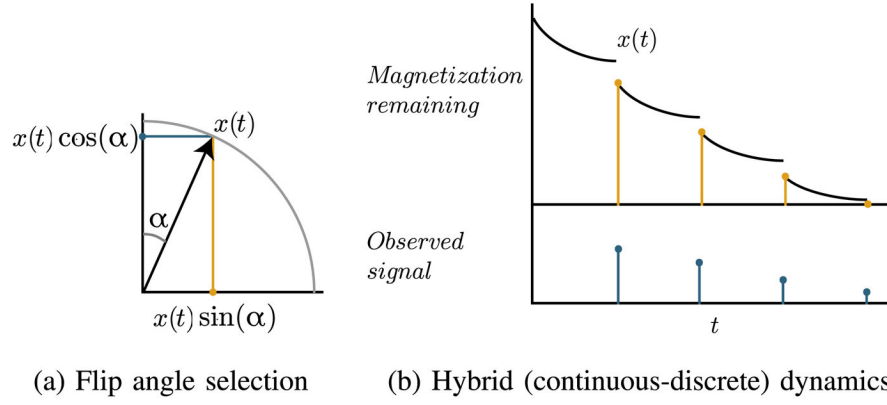 x(t) cos(α)
x(t)
α
x(t) sin(α)
(a) Flip angle selection
Magnetization
remaining
x(t)
Observed
signal
t
(b) Hybrid (continuous-discrete) dynamics